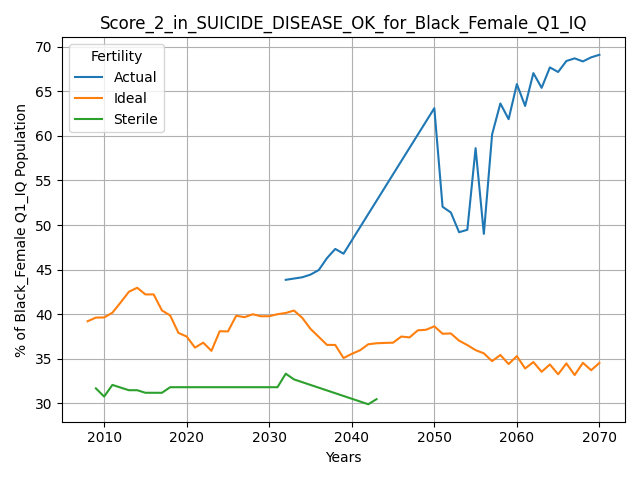 Score_2_in_SUICIDE_DISEASE_OK_for_Black_Female_Q1_IQ
Fertility
Actual
Ideal
Sterile
% of Black_Female Q1_IQ Population
70
65
60
55
50
45
40
35
30
2010
2020
2030
2040
2050
2060
2070
Years